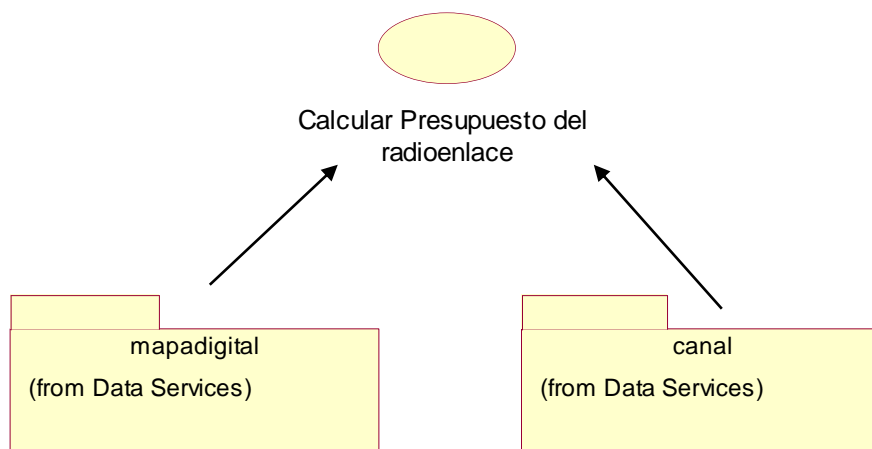 Calcular Presupuesto del
radioenlace
mapadigital
(from Data Services)
canal
(from Data Services)